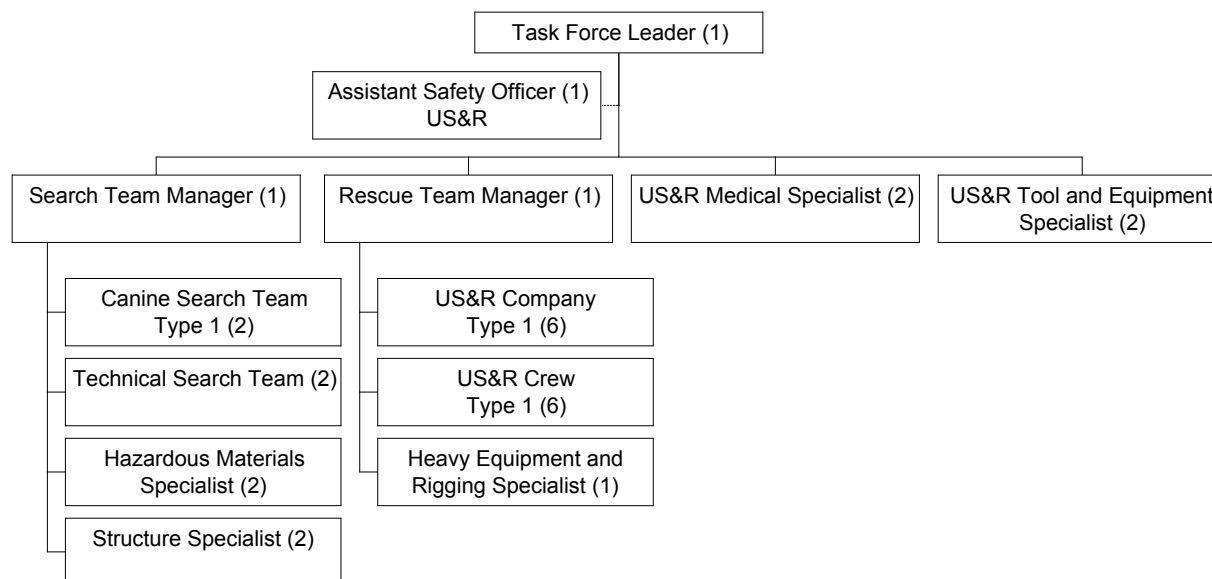 Task Force Leader (1)
Assistant Safety Officer (1)
US&R
Search Team Manager (1)
Rescue Team Manager (1)
US&R Medical Specialist (2)
US&R Tool and Equipment
Specialist (2)
Canine Search Team
Type 1 (2)
US&R Company
Type 1 (6)
Technical Search Team (2)
US&R Crew
Type 1 (6)
Hazardous Materials
Specialist (2)
Heavy Equipment and
Rigging Specialist (1)
Structure Specialist (2)